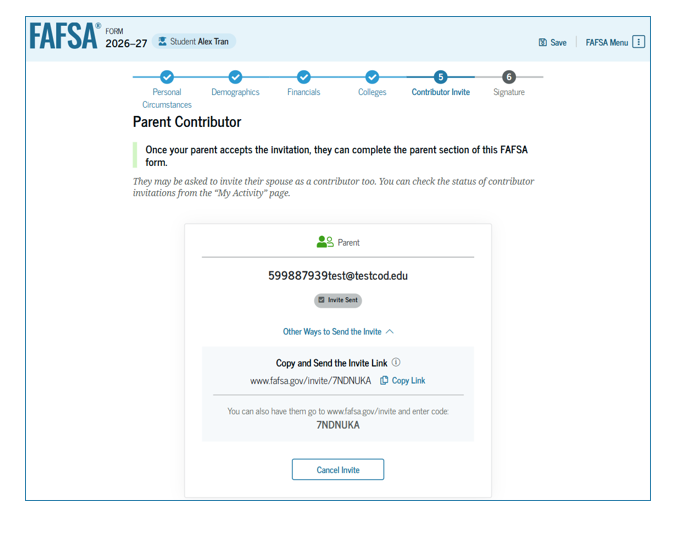 FAFSA®
FORM
2026–27
Student Alex Tran
Save
FAFSA Menu
5
6
Personal
Circumstances
Demographics
Financials
Colleges
Contributor Invite
Signature
Parent Contributor
Once your parent accepts the invitation, they can complete the parent section of this FAFSA
form.
They may be asked to invite their spouse as a contributor too. You can check the status of contributor
invitations from the “My Activity” page.
Parent
599887939test@testcod.edu
Invite Sent
Other Ways to Send the Invite
Copy and Send the Invite Link
www.fafsa.gov/invite/7NDNUKA Copy Link
You can also have them go to www.fafsa.gov/invite and enter code:
7NDNUKA
Cancel Invite